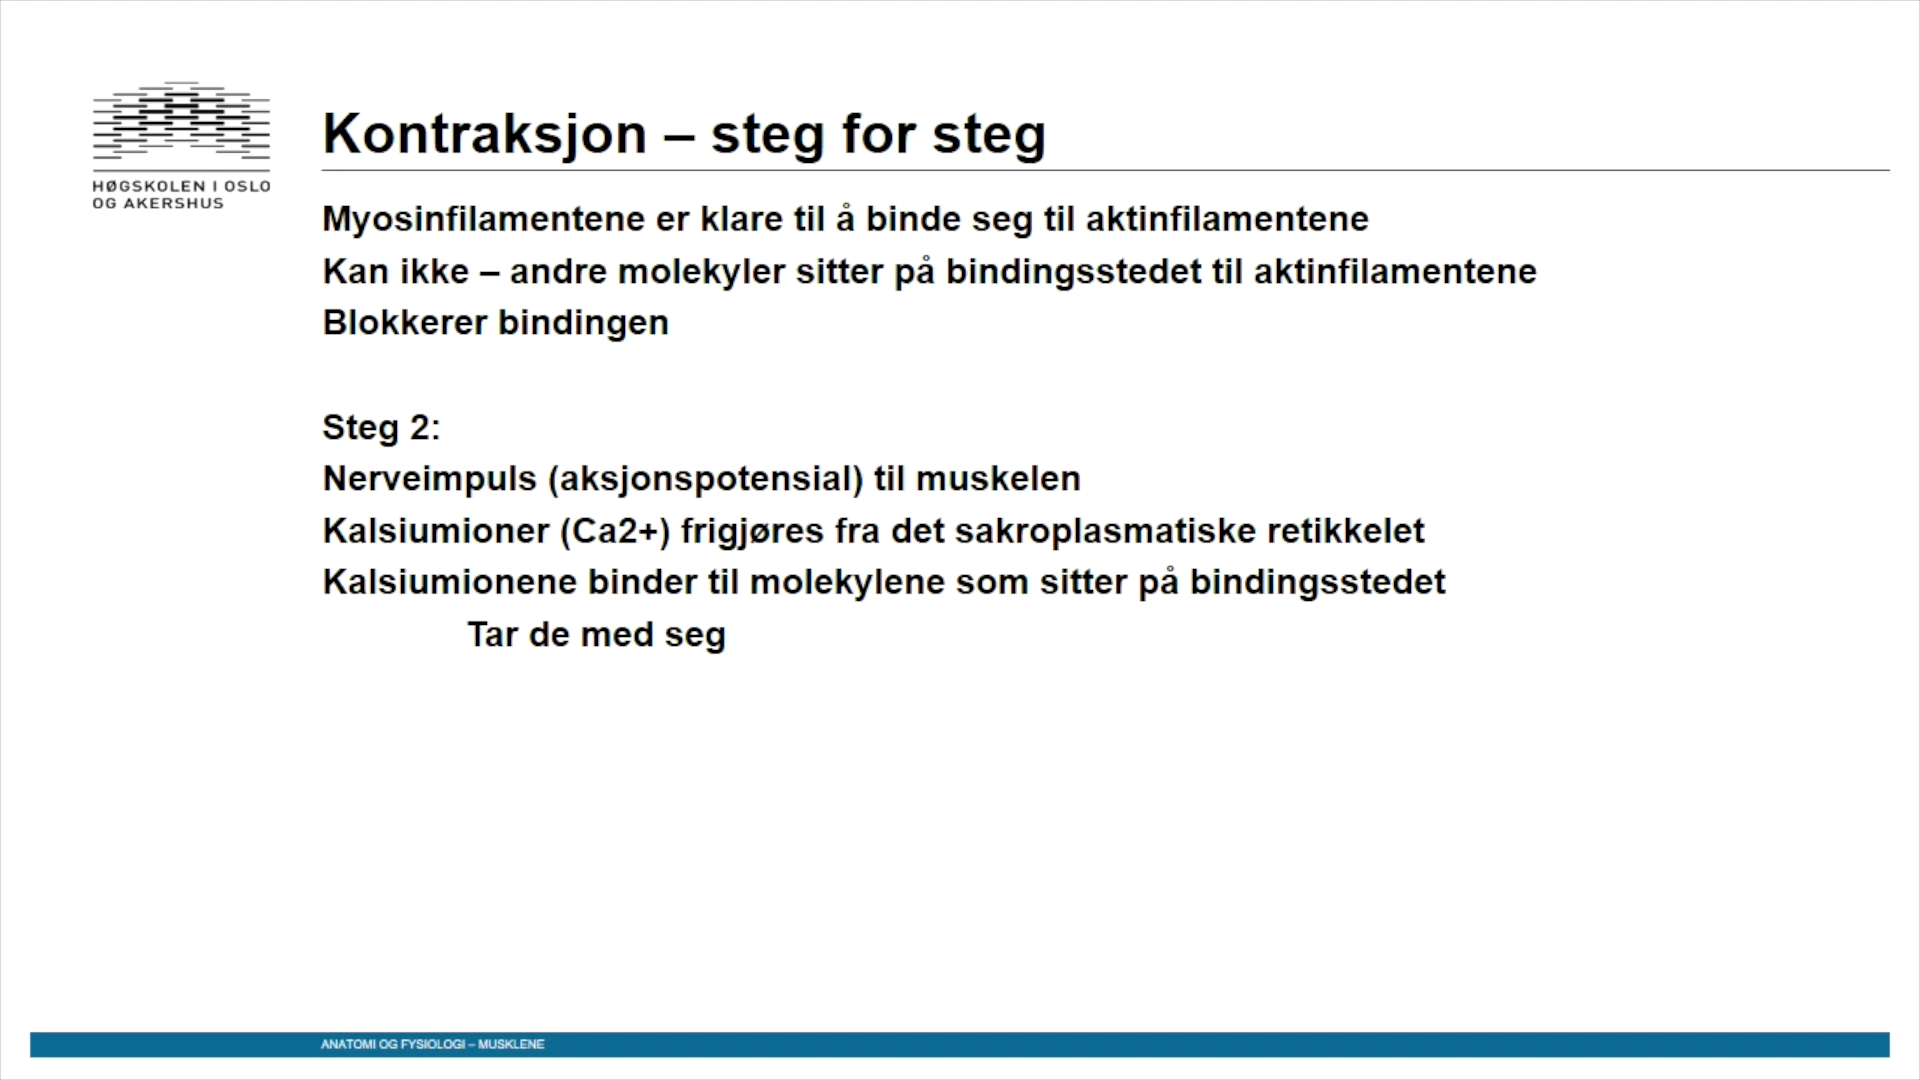 HØGSKOLEN I OSLO
OG AKERSHUS
Kontraksjon – steg for steg
Myosinfilamentene er klare til å binde seg til aktinfilamentene
Kan ikke – andre molekyler sitter på bindingsstedet til aktinfilamentene
Blokkerer bindingen
Steg 2:
Nerveimpuls (aksjonspotensial) til muskelen
Kalsiumioner (Ca2+) frigjøres fra det sakroplasmatiske retikkelet
Kalsiumionene binder til molekylene som sitter på bindingsstedet
Tar de med seg
ANATOMI OG FYSIOLOGI – MUSKLENE